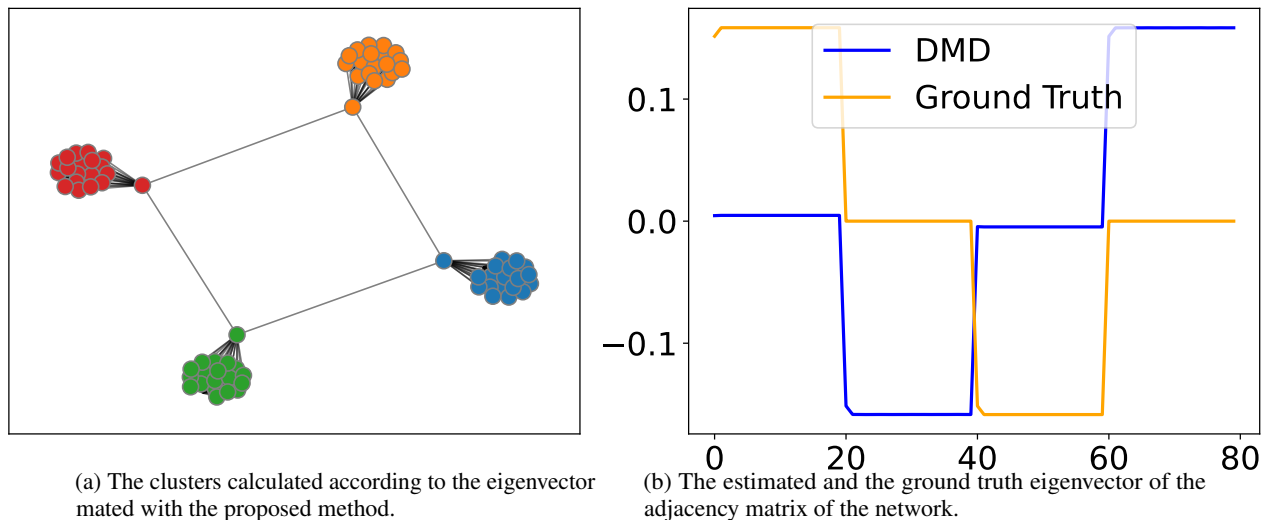 DMD
Ground Truth
0.1
0.0
−0.1
0 20 40 60 80
(a) The clusters calculated according to the eigenvector
mated with the proposed method.
(b) The estimated and the ground truth eigenvector of the
adjacency matrix of the network.